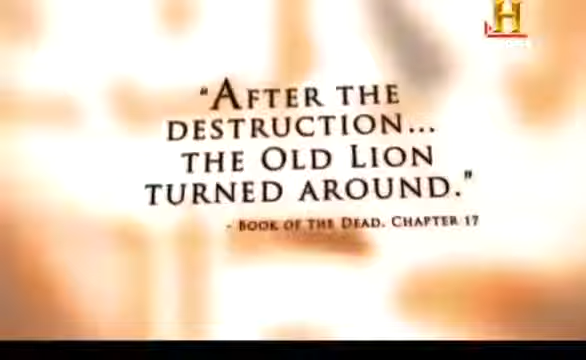 H
"AFTER THE
DESTRUCTION...
THE OLD LION
TURNED AROUND."
- BOOK OF THE DEAD, CHAPTER 17